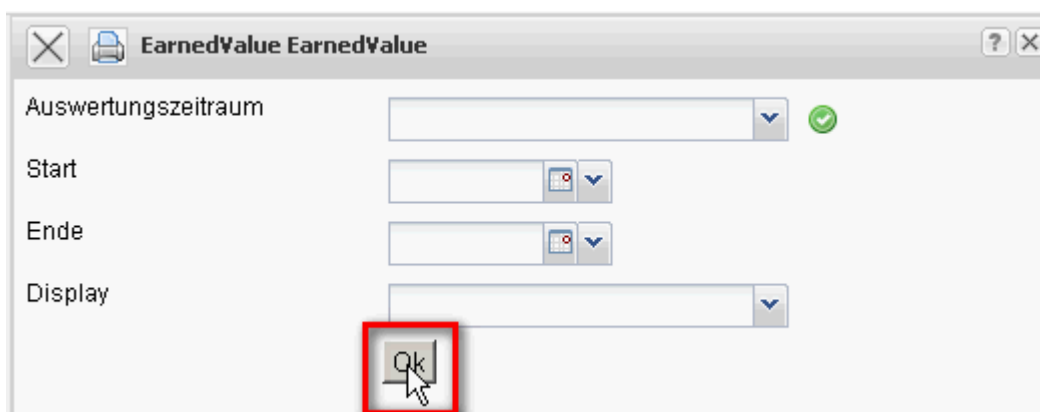 EarnedValue EarnedValue
?
Auswertungszeitraum
Start
Ende
Display
Ok